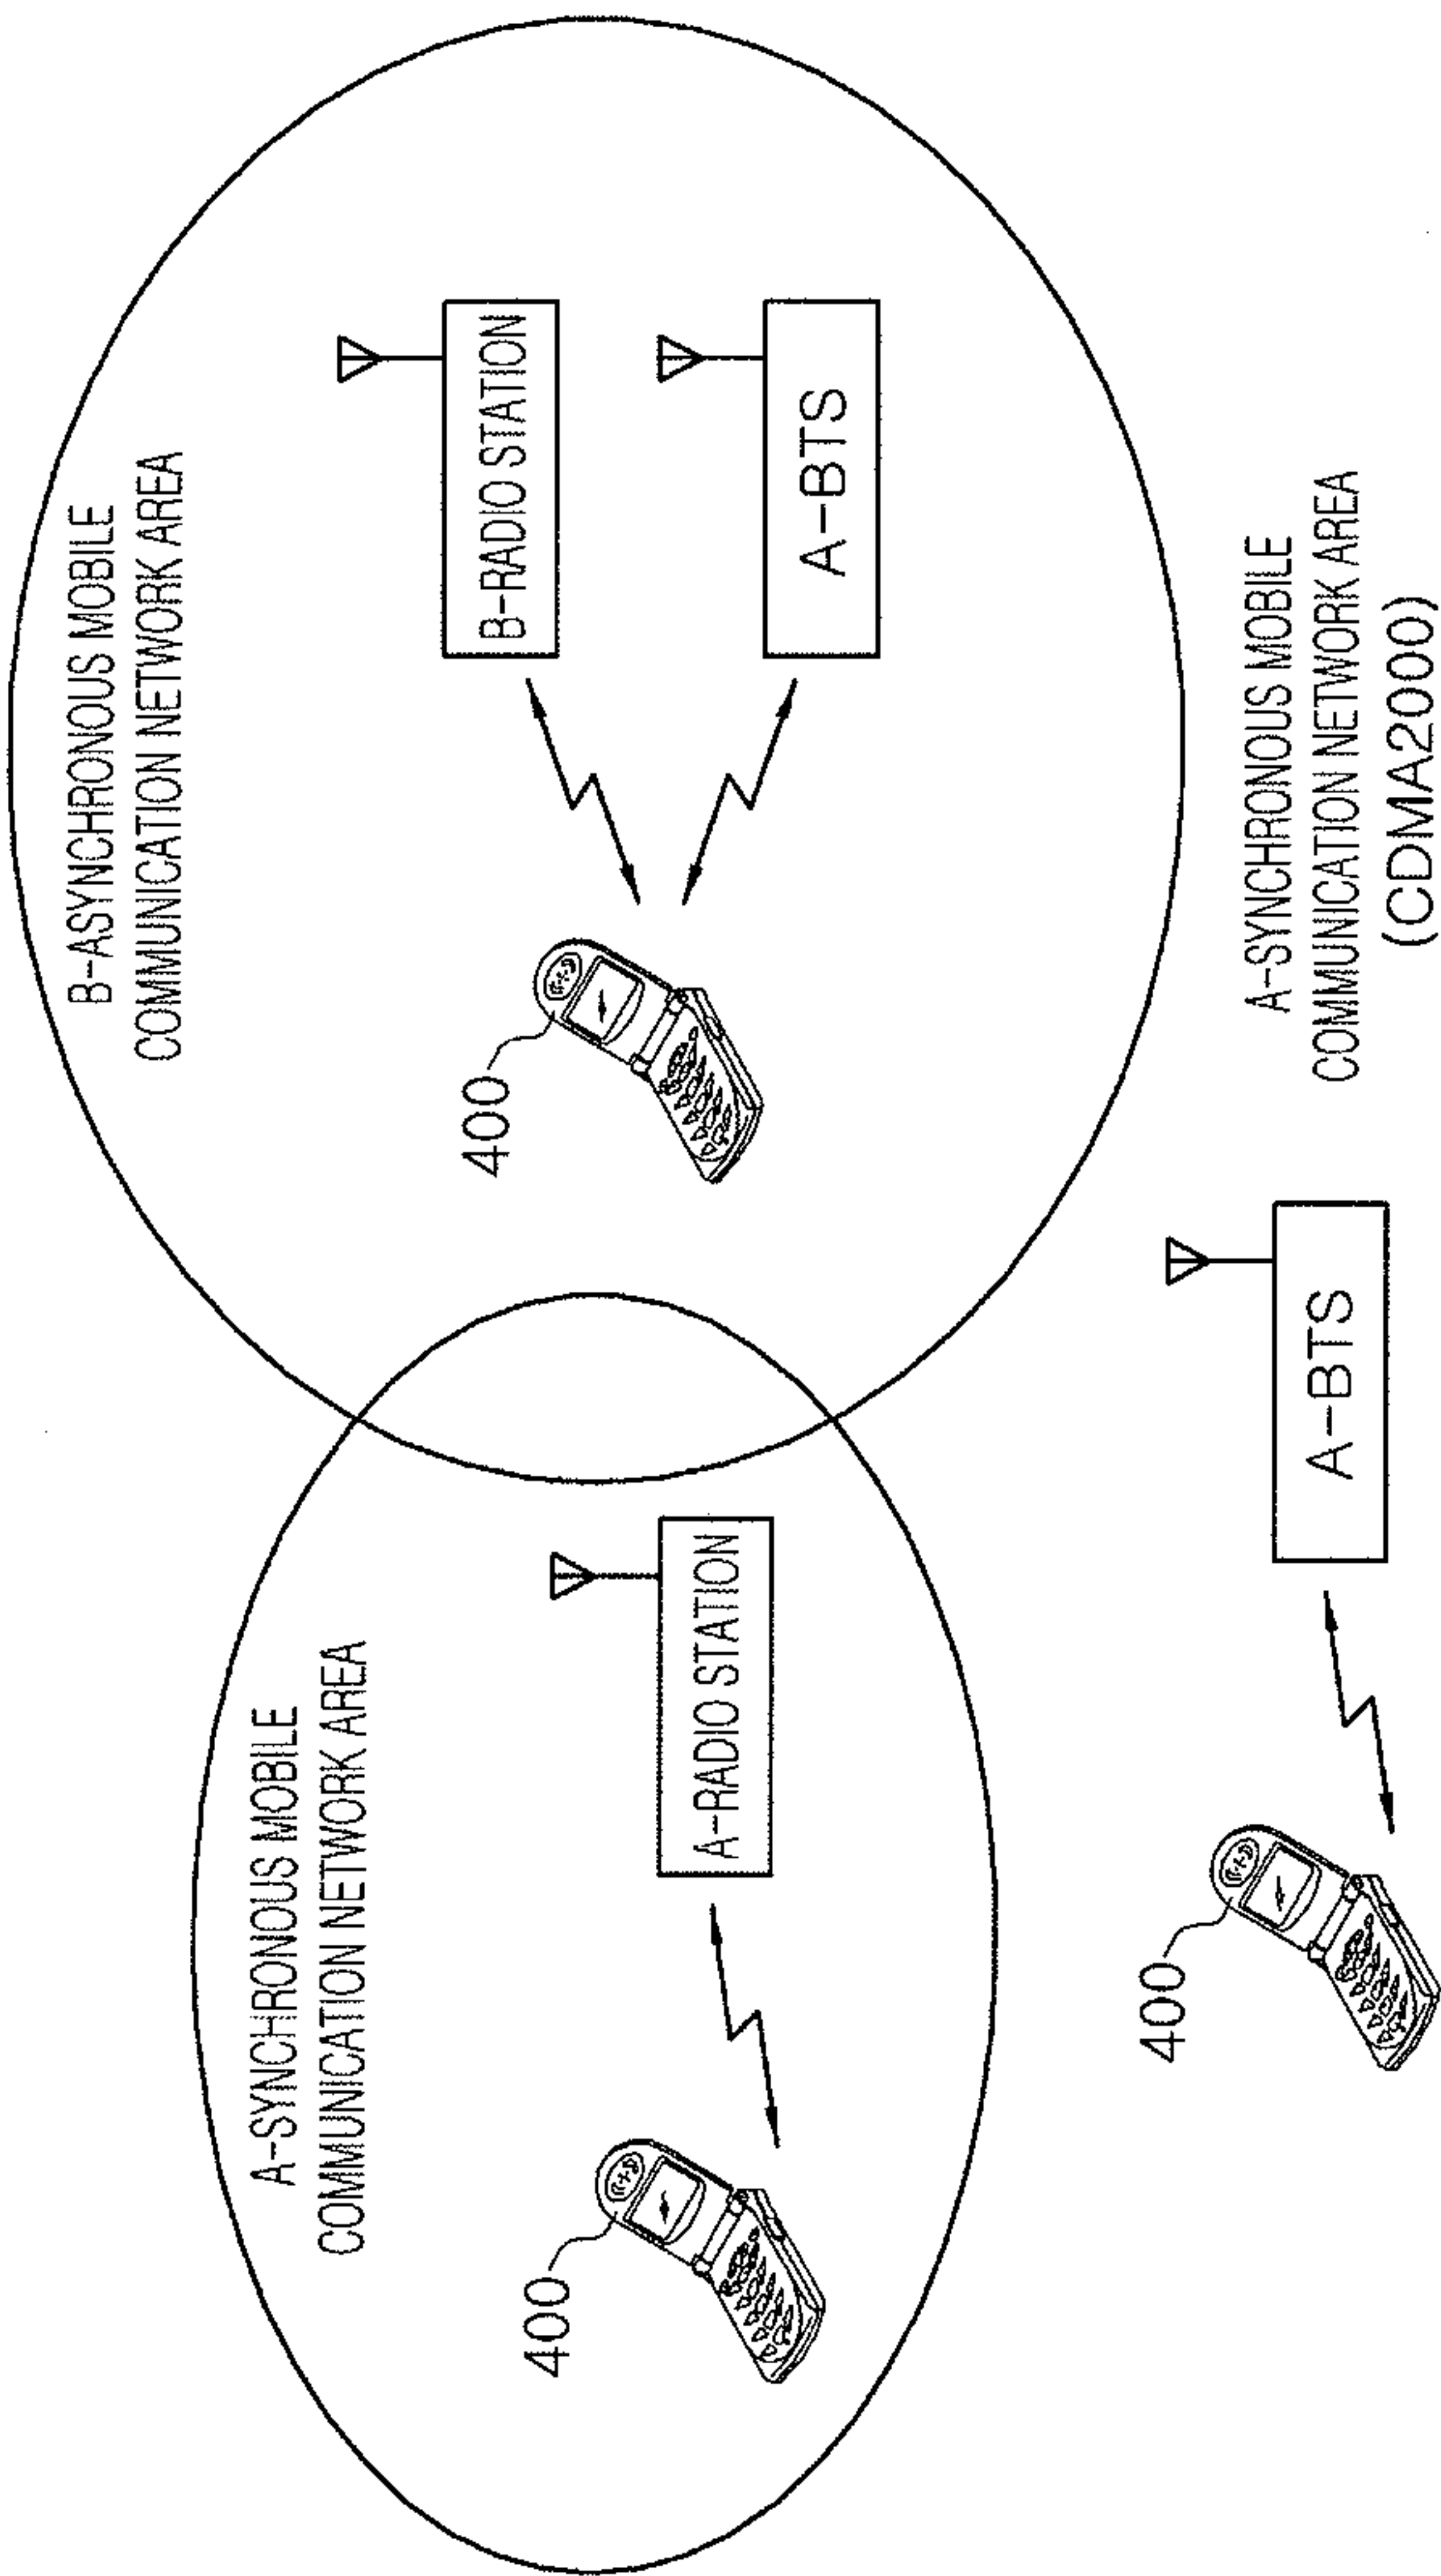 B-ASYNCHRONOUS MOBILE
COMMUNICATION NETWORK AREA
B-RADIO STATION
400
A-BTS
A-SYNCHRONOUS MOBILE
COMMUNICATION NETWORK AREA
400
A-RADIO STATION
A-SYNCHRONOUS MOBILE
COMMUNICATION NETWORK AREA
(CDMA2000)
400
A-BTS